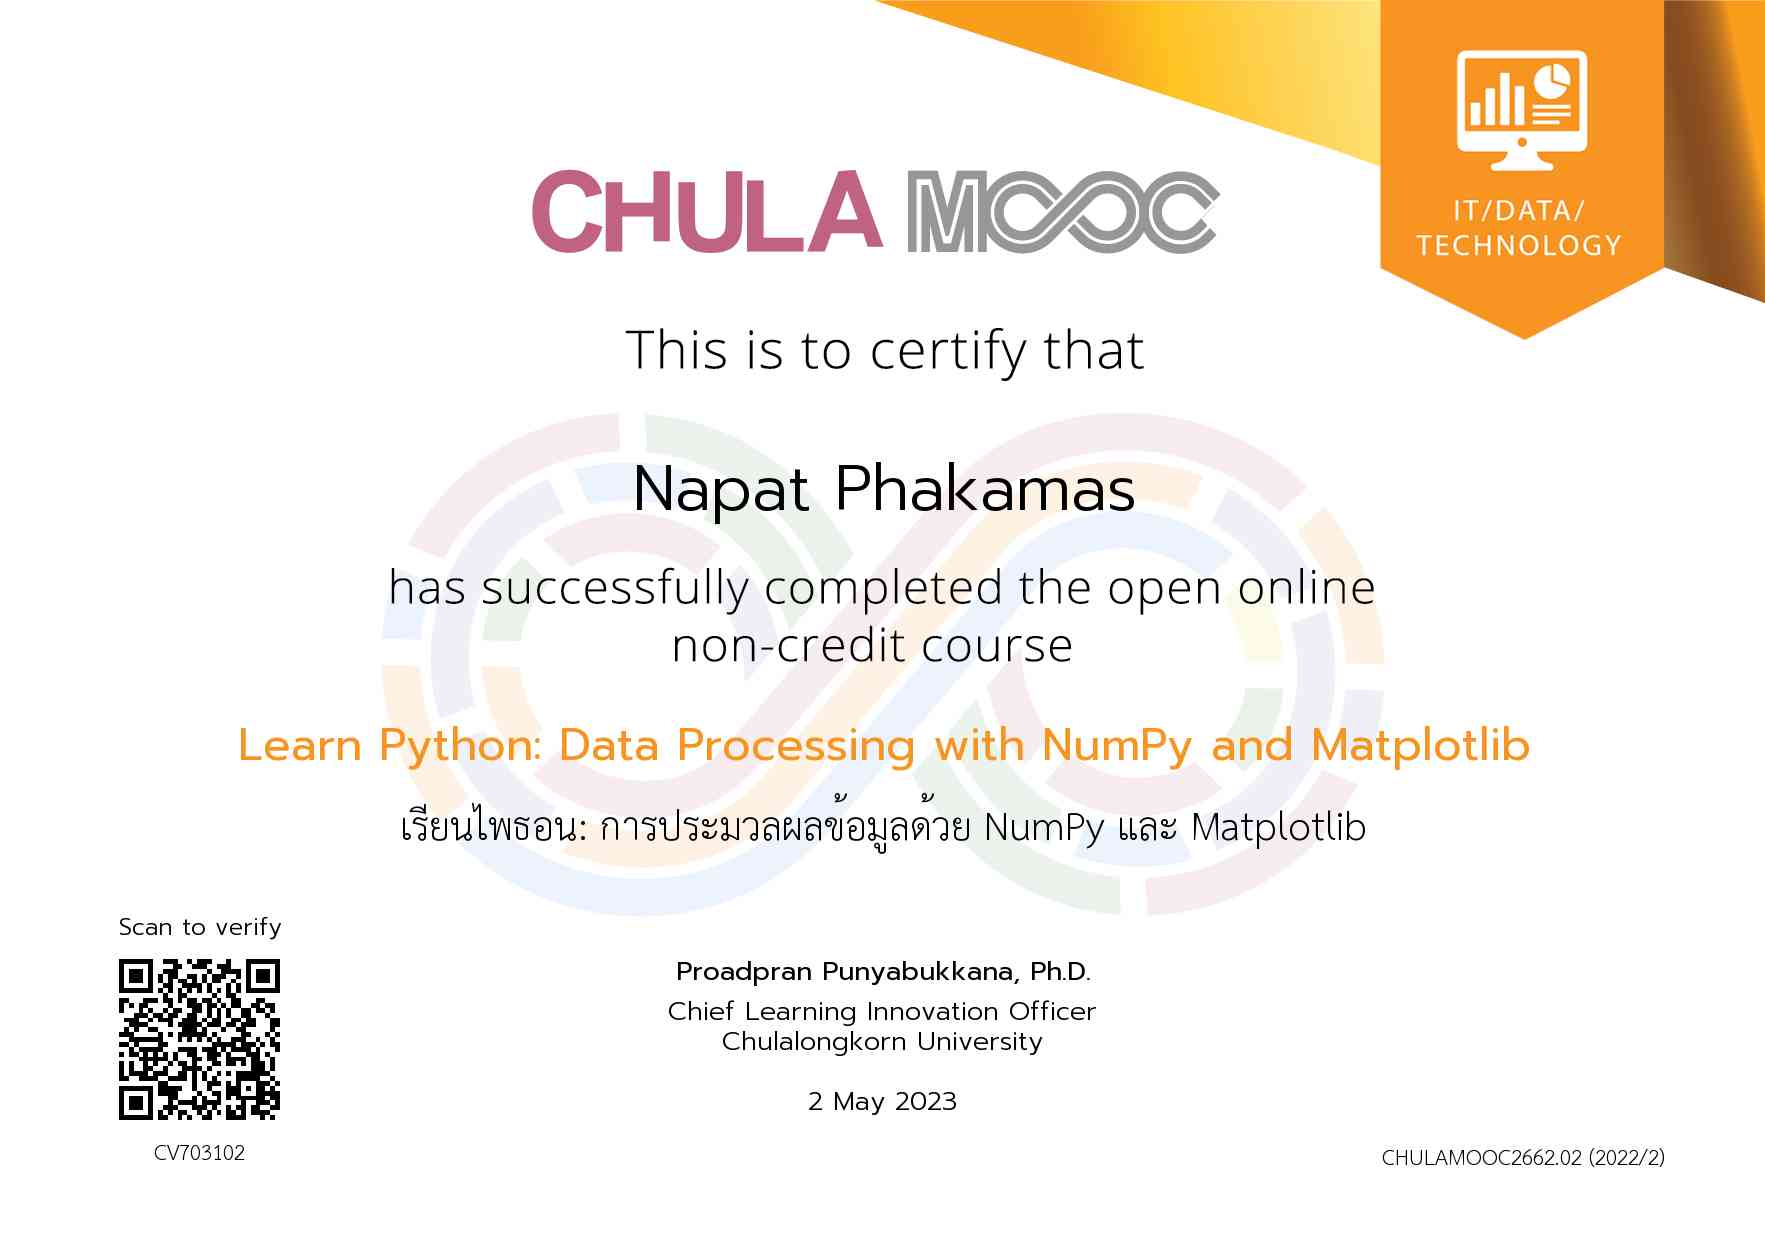 IT/DATA/
TECHNOLOGY
CHULA MOOC
This is to certify that
Napat Phakamas
has successfully completed the open online
non-credit course
Learn Python: Data Processing with NumPy and Matplotlib
เรียนไพธอน: การประมวลผลข้อมูลด้วย NumPy และ Matplotlib
Scan to verify
CV703102
Proadpran Punyabukkana, Ph.D.
Chief Learning Innovation Officer
Chulalongkorn University
2 May 2023
CHULAMOOC2662.02 (2022/2)